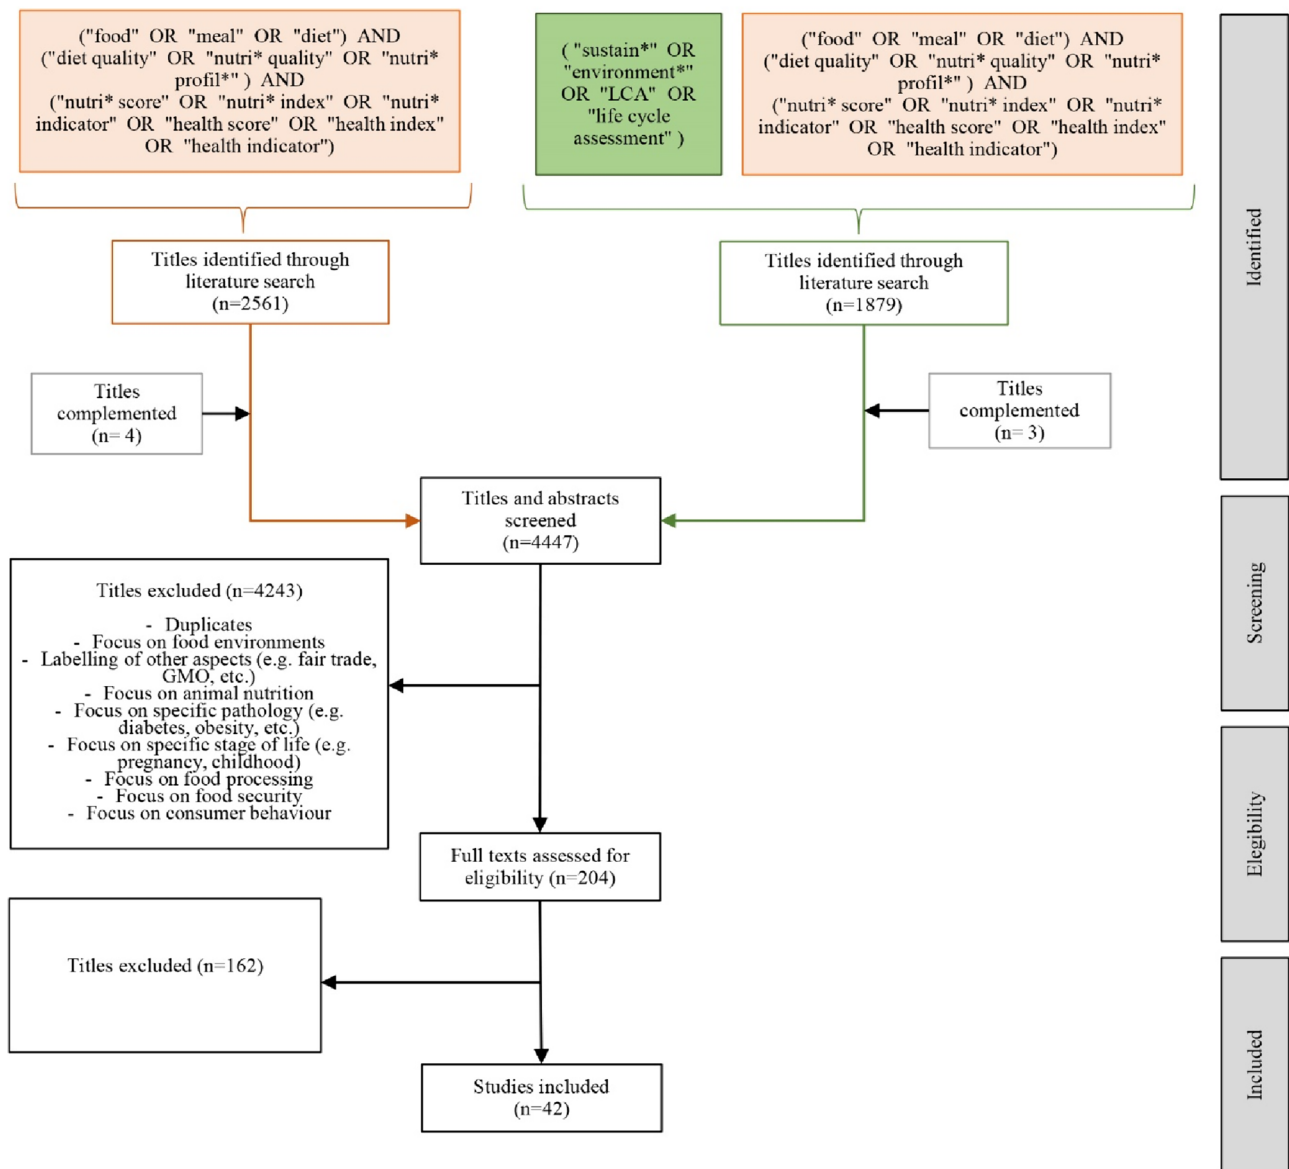 ("food" OR "meal" OR "diet") AND
("diet quality" OR "nutri* quality" OR "nutri*
profil*" ) AND
("nutri* score" OR "nutri* index" OR "nutri*
indicator" OR "health score" OR "health index"
OR "health indicator")
( "sustain*" OR
"environment*"
OR "LCA" OR
"life cycle
assessment" )
("food" OR "meal" OR "diet") AND
("diet quality" OR "nutri* quality" OR "nutri*
profil*" ) AND
("nutri* score" OR "nutri* index" OR "nutri*
indicator" OR "health score" OR "health index"
OR "health indicator")
Identified
Titles identified through
literature search
(n=2561)
Titles identified through
literature search
(n=1879)
Titles
complemented
(n= 4)
Titles
complemented
(n= 3)
Titles and abstracts
screened
(n=4447)
Screening
Titles excluded (n=4243)
- Duplicates
- Focus on food environments
- Labelling of other aspects (e.g. fair trade,
GMO, etc.)
- Focus on animal nutrition
- Focus on specific pathology (e.g.
diabetes, obesity, etc.)
- Focus on specific stage of life (e.g.
pregnancy, childhood)
- Focus on food processing
- Focus on food security
- Focus on consumer behaviour
Elegibility
Full texts assessed for
eligibility (n=204)
Titles excluded (n=162)
Included
Studies included
(n=42)